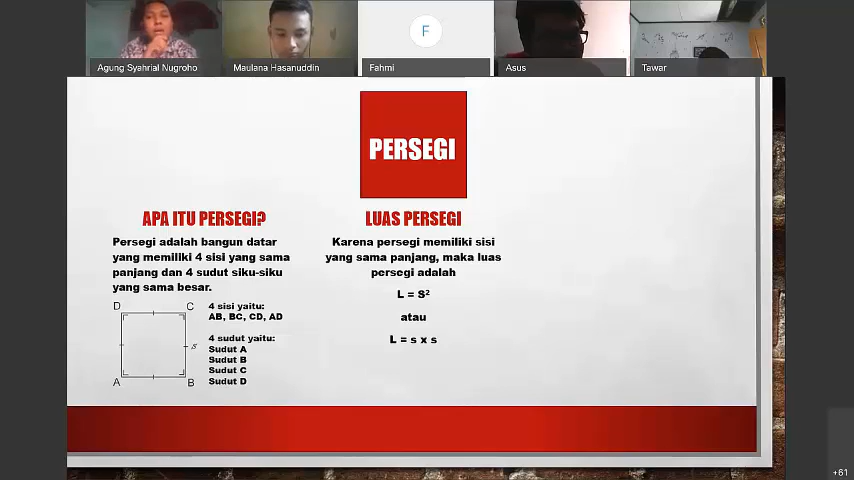 F
Agung Syahrial Nugroho
Maulana Hasanuddin
Fahmi
Asus
Tawar
PERSEGI
APA ITU PERSEGI?
Persegi adalah bangun datar
yang memiliki 4 sisi yang sama
panjang dan 4 sudut siku-siku
yang sama besar.
D
C
A
B
s
4 sisi yaitu:
AB, BC, CD, AD
4 sudut yaitu:
Sudut A
Sudut B
Sudut C
Sudut D
LUAS PERSEGI
Karena persegi memiliki sisi
yang sama panjang, maka luas
persegi adalah
L = S²
atau
L = s x s
+61